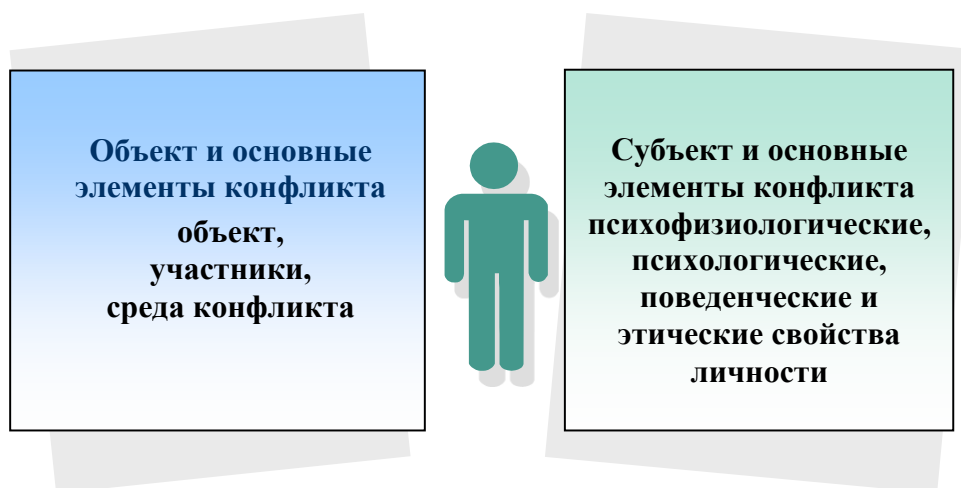 Объект и основные
элементы конфликта
объект,
участники,
среда конфликта
Субъект и основные
элементы конфликта
психофизиологические,
психологические,
поведенческие и
этические свойства
личности